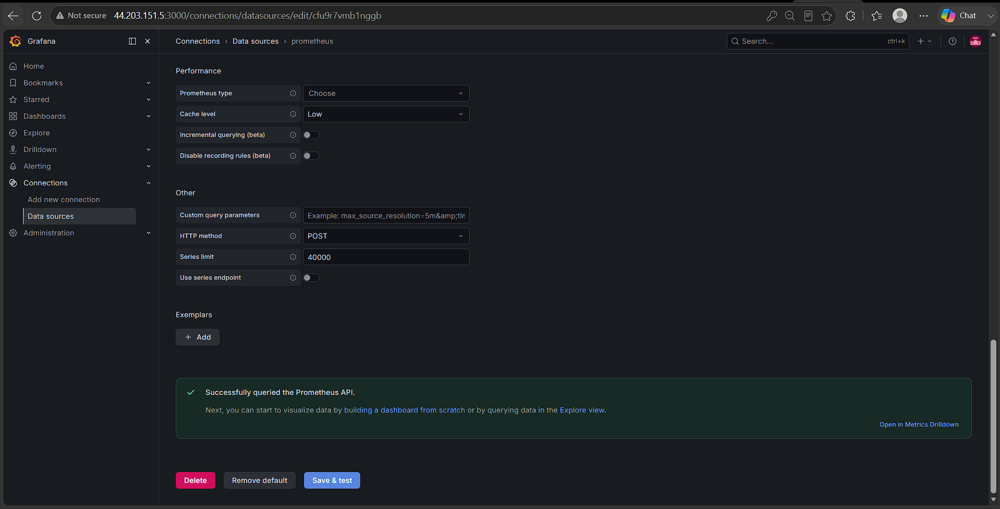 Not secure 44.203.151.5:3000/connections/datasources/edit/cfu9r7vmb1nggb Chat
Grafana
Connections › Data sources › prometheus
Search... ctrl+k
Home
Bookmarks
Starred
Dashboards
Explore
Drilldown
Alerting
Connections
Add new connection
Data sources
Administration
Performance
Prometheus type Choose
Cache level Low
Incremental querying (beta)
Disable recording rules (beta)
Other
Custom query parameters Example: max_source_resolution=5m&amp;tin
HTTP method POST
Series limit 40000
Use series endpoint
Exemplars
+ Add
Successfully queried the Prometheus API.
Next, you can start to visualize data by building a dashboard from scratch or by querying data in the Explore view.
Open in Metrics Drilldown
Delete Remove default Save & test